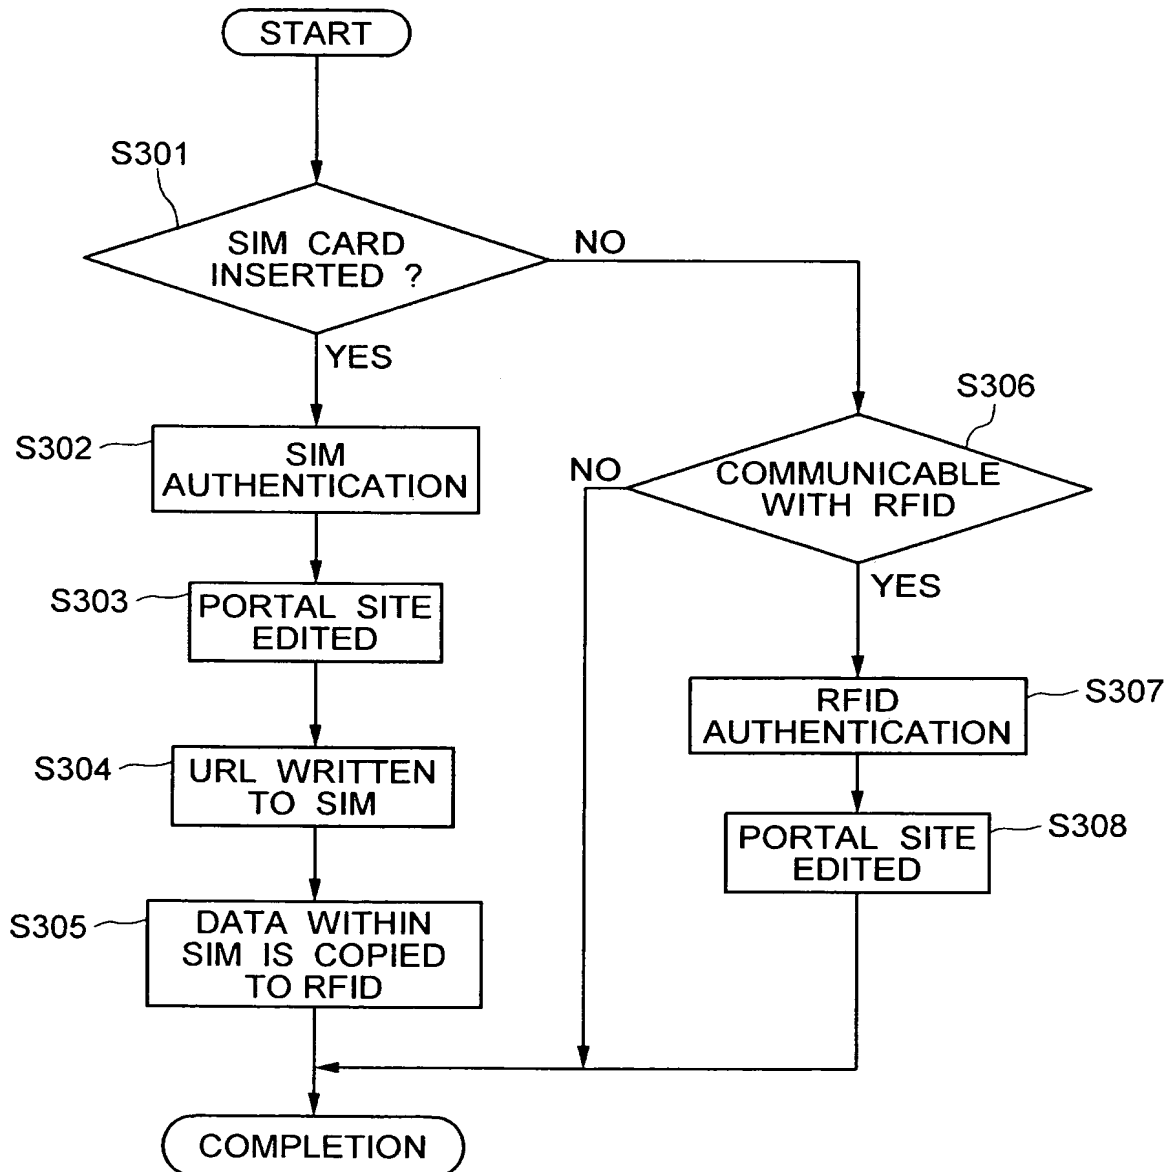 START
S301
SIM CARD
INSERTED ?
NO
YES
S306
S302
SIM
AUTHENTICATION
NO
COMMUNICABLE
WITH RFID
YES
S303
PORTAL SITE
EDITED
S307
RFID
AUTHENTICATION
S304
URL WRITTEN
TO SIM
S308
PORTAL SITE
EDITED
S305
DATA WITHIN
SIM IS COPIED
TO RFID
COMPLETION